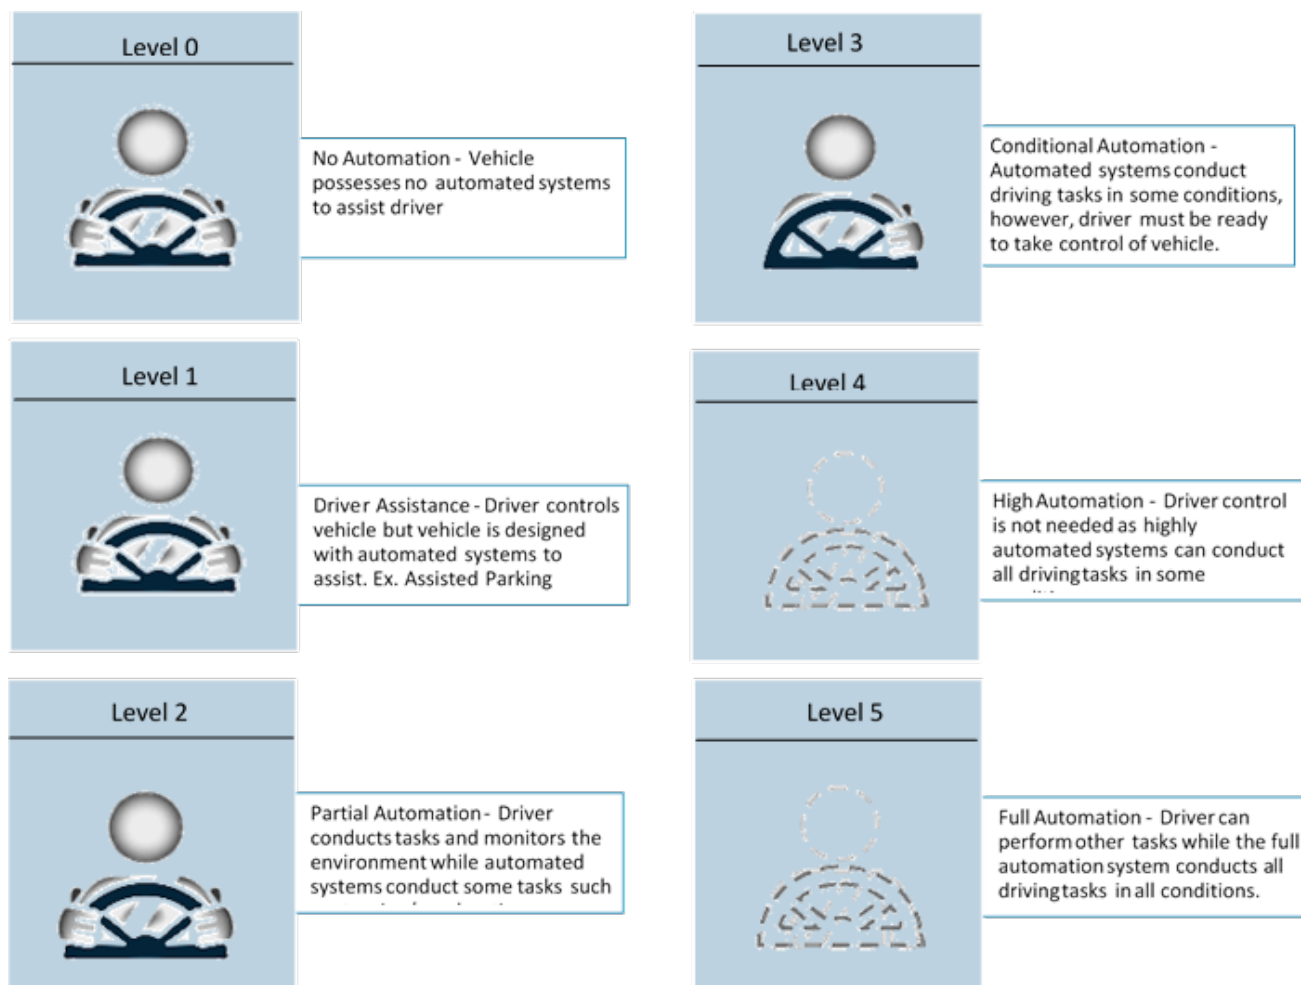 Level 0
No Automation - Vehicle
possesses no automated systems
to assist driver
Level 1
Driver Assistance - Driver controls
vehicle but vehicle is designed
with automated systems to
assist. Ex. Assisted Parking
Level 2
Partial Automation - Driver
conducts tasks and monitors the
environment while automated
systems conduct some tasks such
Level 3
Conditional Automation -
Automated systems conduct
driving tasks in some conditions,
however, driver must be ready
to take control of vehicle.
Level 4
High Automation - Driver control
is not needed as highly
automated systems can conduct
all driving tasks in some
Level 5
Full Automation - Driver can
perform other tasks while the full
automation system conducts all
driving tasks in all conditions.